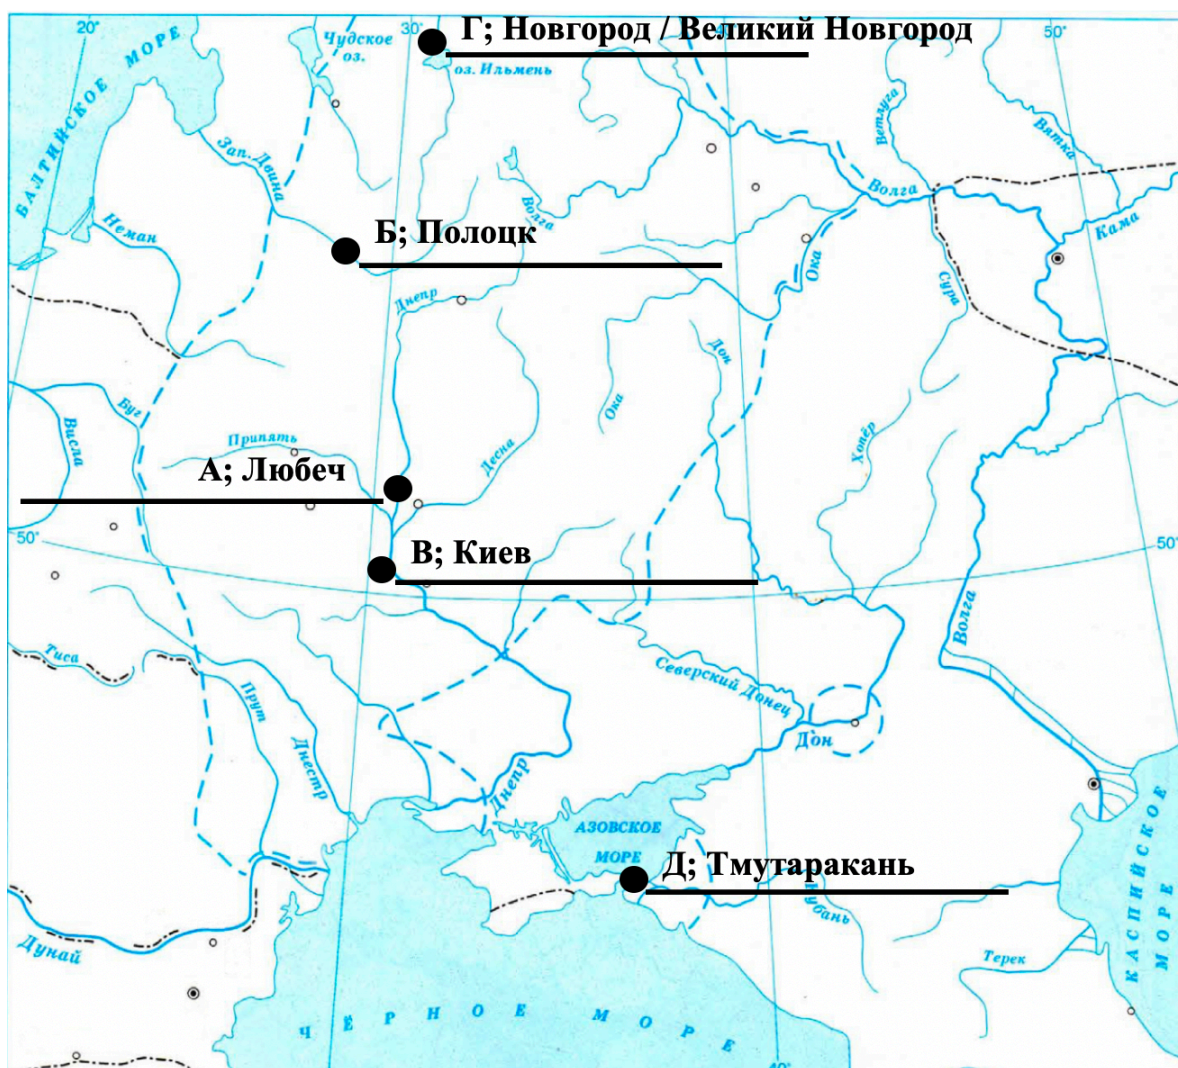 20°
30°
50°
Г; Новгород / Великий Новгород
Чудское
оз.
оз. Ильмень
БАЛТИЙСКОЕ МОРЕ
Зап. Двина
Ветлуга
Вятка
Волга
Волга
Кама
Неман
Б; Полоцк
Ока
Сура
Днепр
Дон
Буг
Висла
Ока
Хопёр
Припять
Десна
А; Любеч
50°
В; Киев
50°
Волга
Тиса
Северский Донец
Прут
Днестр
Дон
Днепр
АЗОВСКОЕ
МОРЕ
Д; Тмутаракань
Кубань
КАСПИЙСКОЕ
МОРЕ
Дунай
Терек
ЧЁРНОЕ МОРЕ
40°